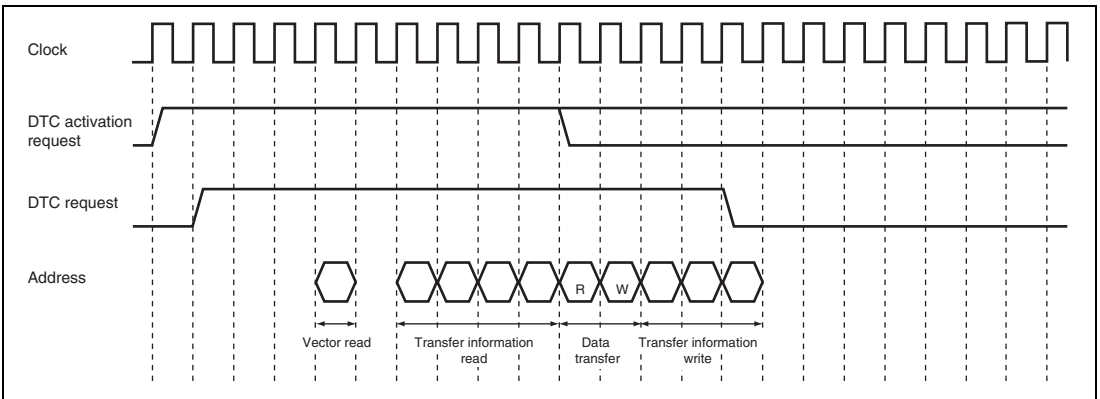 Clock
DTC activation
request
DTC request
Address
R
W
Vector read
Transfer information
read
Data
transfer
Transfer information
write